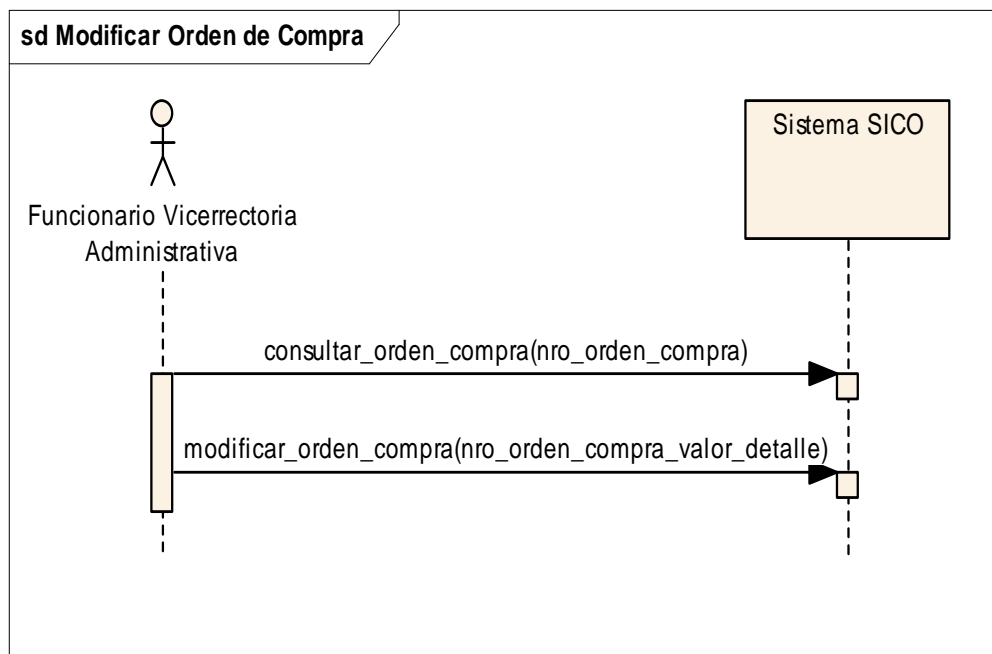 sd Modificar Orden de Compra
Funcionario Vicerrectoria
Administrativa
Sistema SICO
consultar_orden_compra(nro_orden_compra)
modificar_orden_compra(nro_orden_compra_valor_detalle)